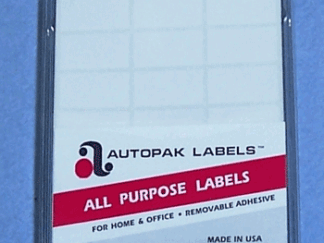 a AUTOPAK LABELS™
ALL PURPOSE LABELS
FOR HOME & OFFICE • REMOVABLE ADHESIVE
MADE IN USA